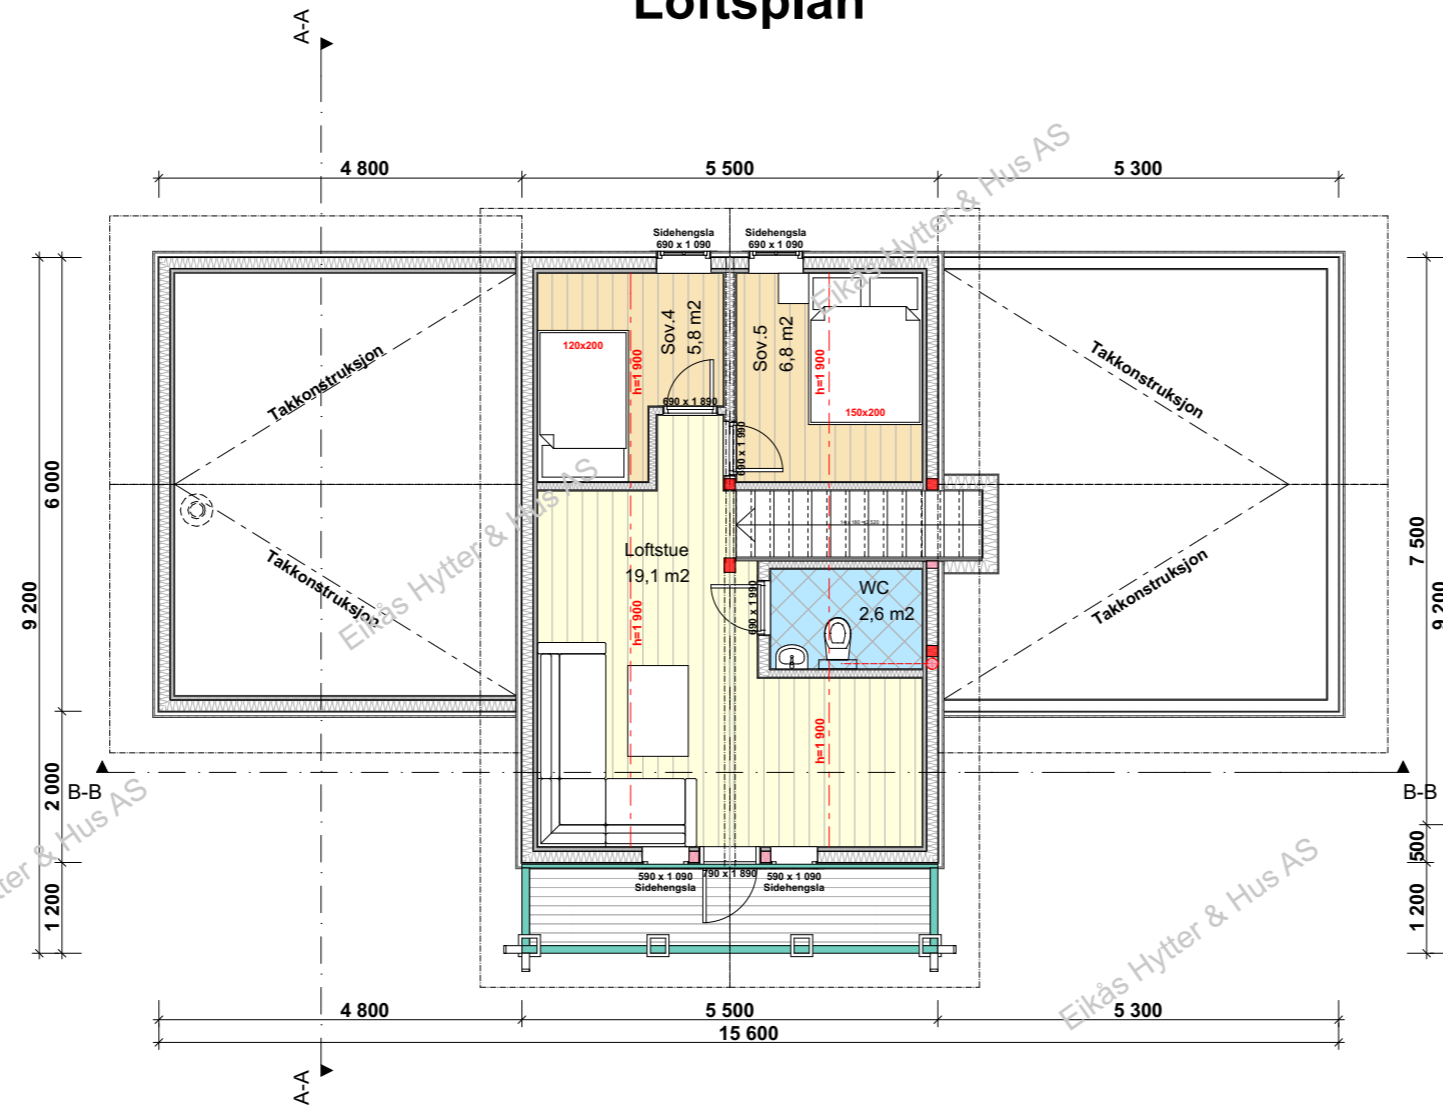 Loftsplan
A-A
4 800
5 500
5 300
Eikås Hytter & Hus AS
Sidehengsla
690 x 1 090
Sidehengsla
690 x 1 090
Sov.4
5,8 m2
Sov.5
6,8 m2
120x200
150x200
h=1 900
h=1 900
690 x 1 890
690 x 1 990
Takkonstruksjon
Takkonstruksjon
6 000
9 200
7 500
9 200
Eikås Hytter & Hus AS
Loftstue
19,1 m2
WC
2,6 m2
690 x 1 990
h=1 900
h=1 900
Takkonstruksjon
Takkonstruksjon
2 000
B-B
B-B
500
1 200
1 200
tter & Hus AS
590 x 1 090
Sidehengsla
790 x 1 890
590 x 1 090
Sidehengsla
Eikås Hytter & Hus AS
4 800
5 500
5 300
15 600
A-A